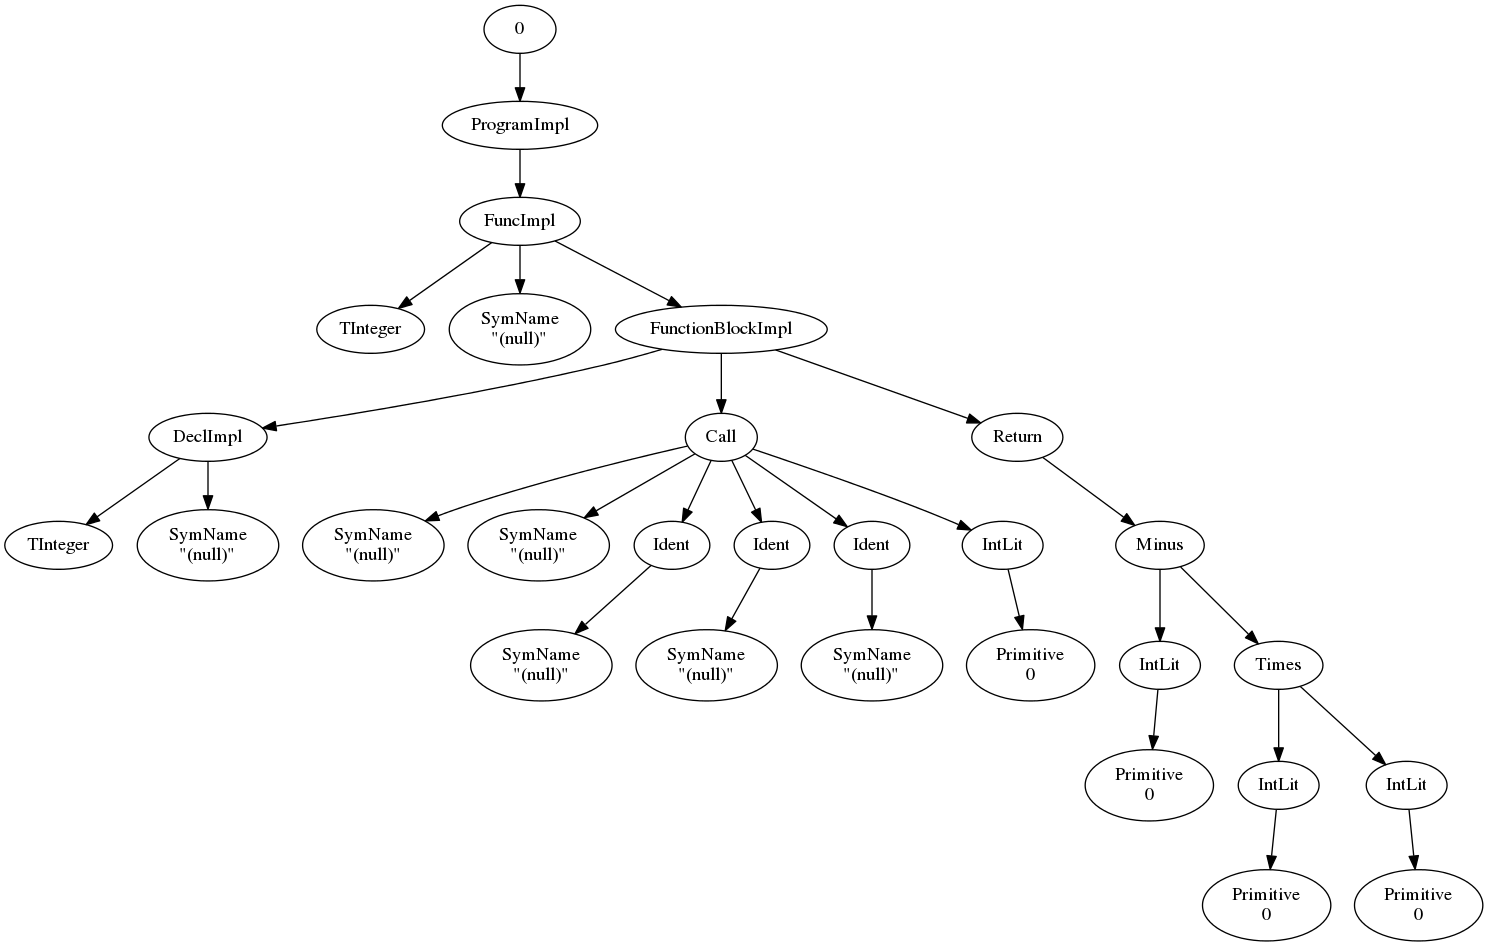 0
ProgramImpl
FuncImpl
TInteger
SymName
"(null)"
FunctionBlockImpl
DeclImpl
Call
Return
TInteger
SymName
"(null)"
SymName
"(null)"
SymName
"(null)"
Ident
Ident
Ident
IntLit
Minus
SymName
"(null)"
SymName
"(null)"
SymName
"(null)"
Primitive
0
IntLit
Times
Primitive
0
IntLit
IntLit
Primitive
0
Primitive
0